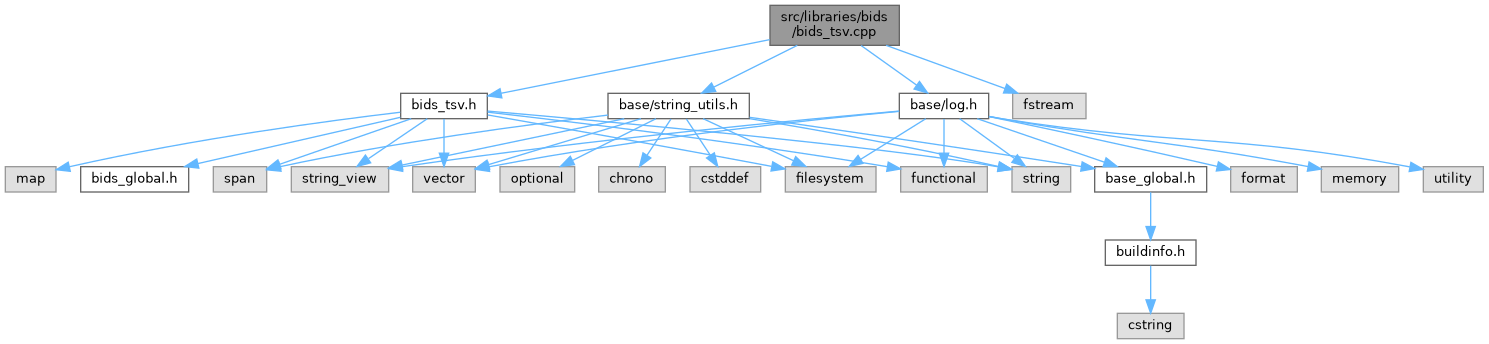 src/libraries/bids
/bids_tsv.cpp
bids_tsv.h
base/string_utils.h
base/log.h
fstream
map
bids_global.h
span
string_view
vector
optional
chrono
cstddef
filesystem
functional
string
base_global.h
format
memory
utility
buildinfo.h
cstring